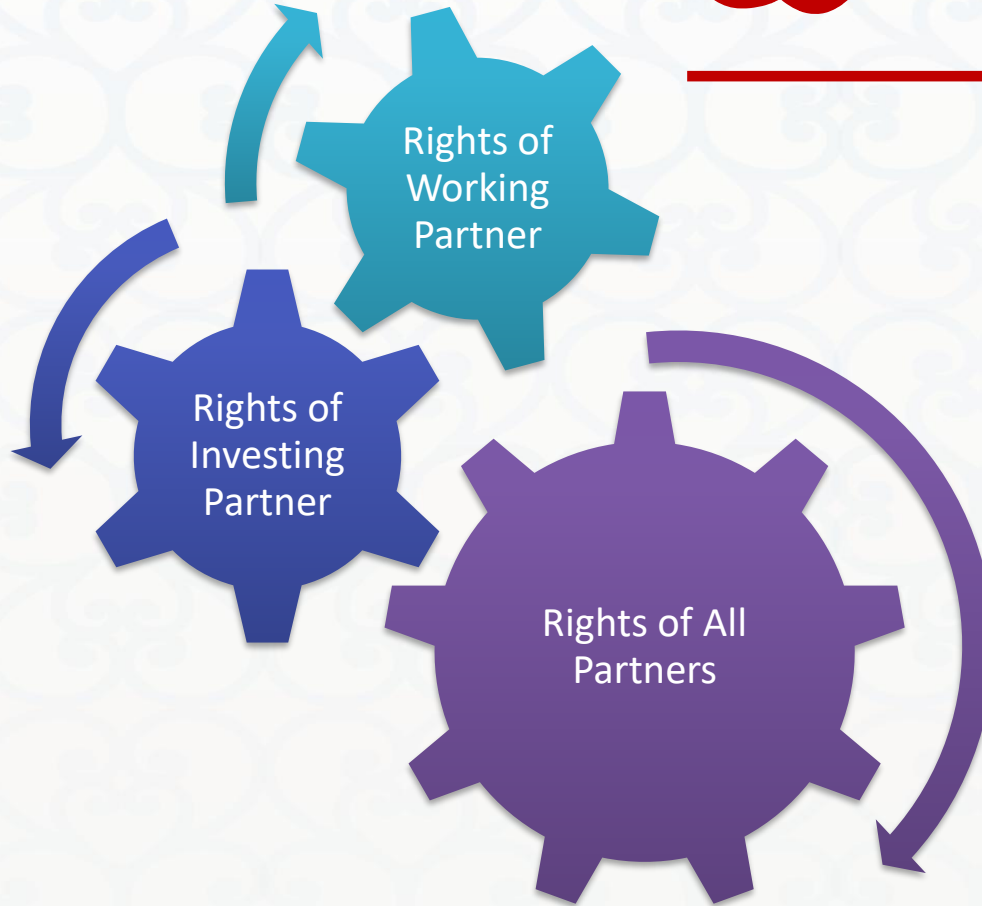 Rights of
Working
Partner
Rights of
Investing
Partner
Rights of All
Partners